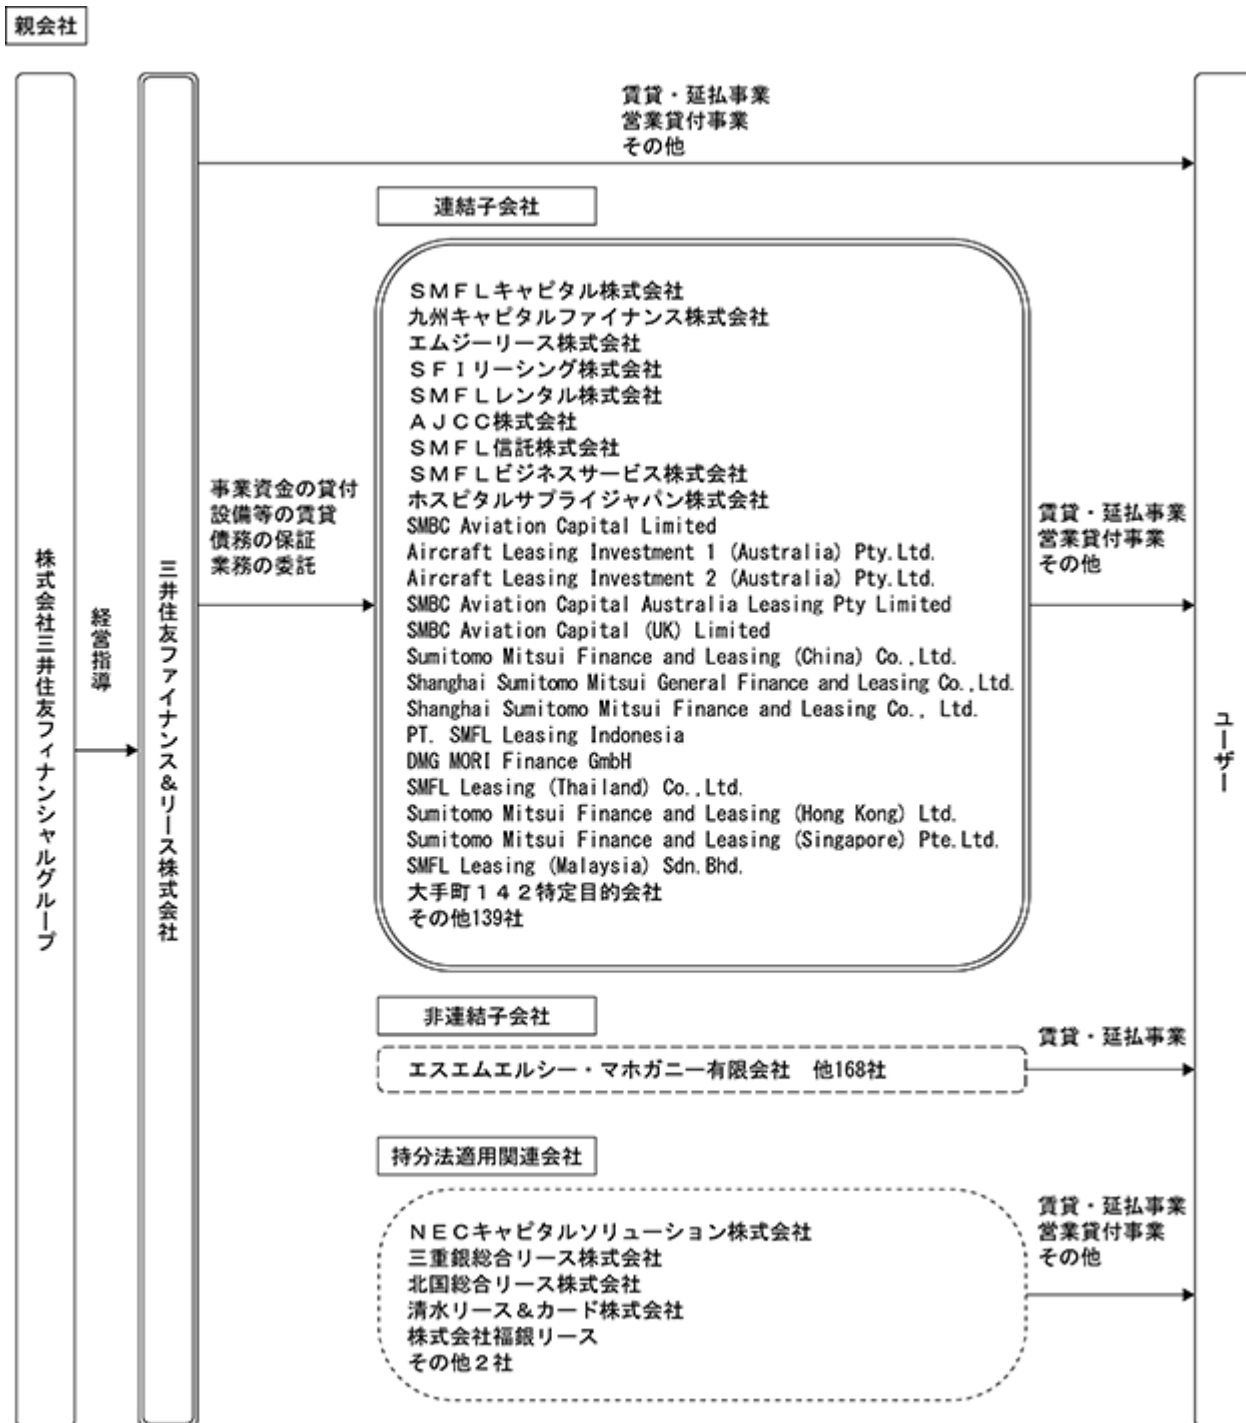 親会社
株式会社三井住友フィナンシャルグループ
経営指導
三井住友ファイナンス&リース株式会社
賃貸・延払事業
営業貸付事業
その他
事業資金の貸付
設備等の賃貸
債務の保証
業務の委託
連結子会社
SMFLキャピタル株式会社
九州キャピタルファイナンス株式会社
エムジーリース株式会社
SFIリーシング株式会社
SMFLレンタル株式会社
AJCC株式会社
SMFL信託株式会社
SMFLビジネスサービス株式会社
ホスピタルサプライジャパン株式会社
SMBC Aviation Capital Limited
Aircraft Leasing Investment 1 (Australia) Pty.Ltd.
Aircraft Leasing Investment 2 (Australia) Pty.Ltd.
SMBC Aviation Capital Australia Leasing Pty Limited
SMBC Aviation Capital (UK) Limited
Sumitomo Mitsui Finance and Leasing (China) Co.,Ltd.
Shanghai Sumitomo Mitsui General Finance and Leasing Co.,Ltd.
Shanghai Sumitomo Mitsui Finance and Leasing Co., Ltd.
PT. SMFL Leasing Indonesia
DMG MORI Finance GmbH
SMFL Leasing (Thailand) Co.,Ltd.
Sumitomo Mitsui Finance and Leasing (Hong Kong) Ltd.
Sumitomo Mitsui Finance and Leasing (Singapore) Pte.Ltd.
SMFL Leasing (Malaysia) Sdn.Bhd.
大手町142特定目的会社
その他139社
賃貸・延払事業
営業貸付事業
その他
非連結子会社
エスエムエルシー・マホガニー有限会社 他168社
賃貸・延払事業
持分法適用関連会社
NECキャピタルソリューション株式会社
三重銀総合リース株式会社
北国総合リース株式会社
清水リース&カード株式会社
株式会社福銀リース
その他2社
賃貸・延払事業
営業貸付事業
その他
ユーザー